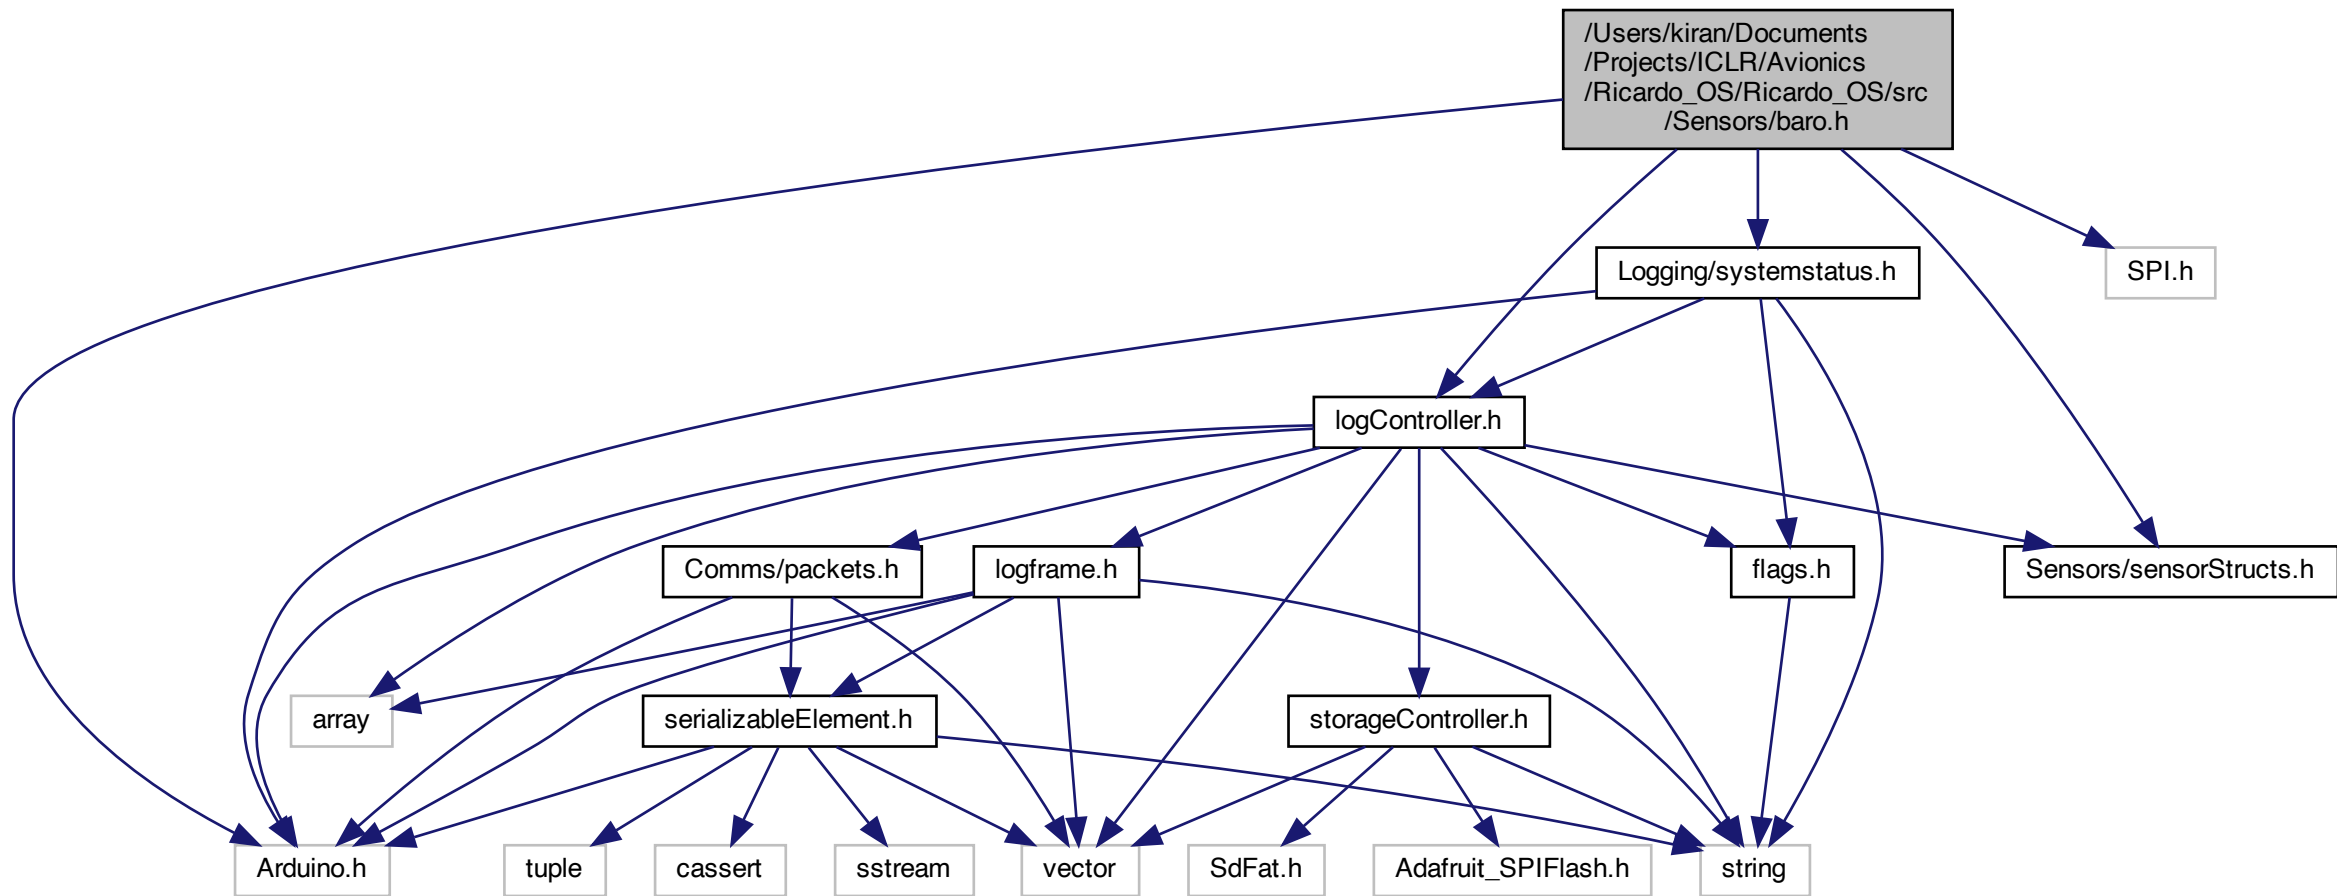 /Users/kiran/Documents
/Projects/ICLR/Avionics
/Ricardo_OS/Ricardo_OS/src
/Sensors/baro.h
Logging/systemstatus.h
SPI.h
logController.h
Comms/packets.h
logframe.h
flags.h
Sensors/sensorStructs.h
array
serializableElement.h
storageController.h
Arduino.h
tuple
cassert
sstream
vector
SdFat.h
Adafruit_SPIFlash.h
string